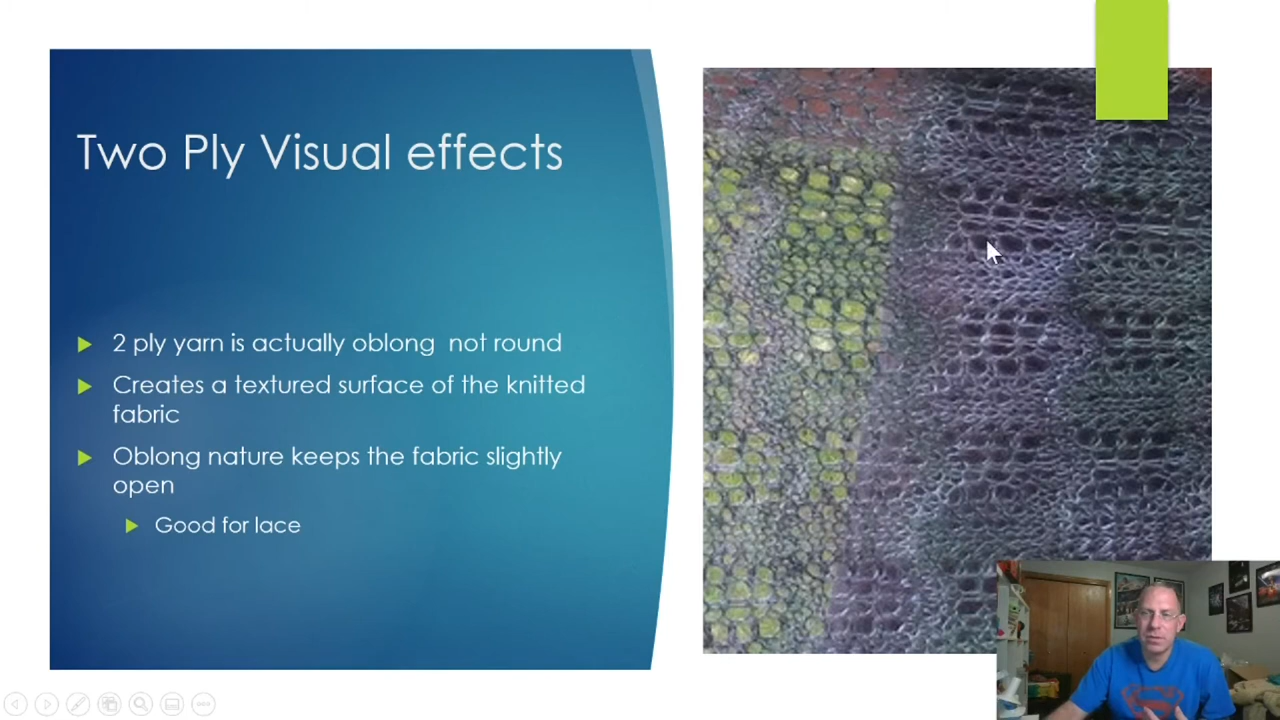 Two Ply Visual effects
2 ply yarn is actually oblong not round
Creates a textured surface of the knitted
fabric
Oblong nature keeps the fabric slightly
open
Good for lace